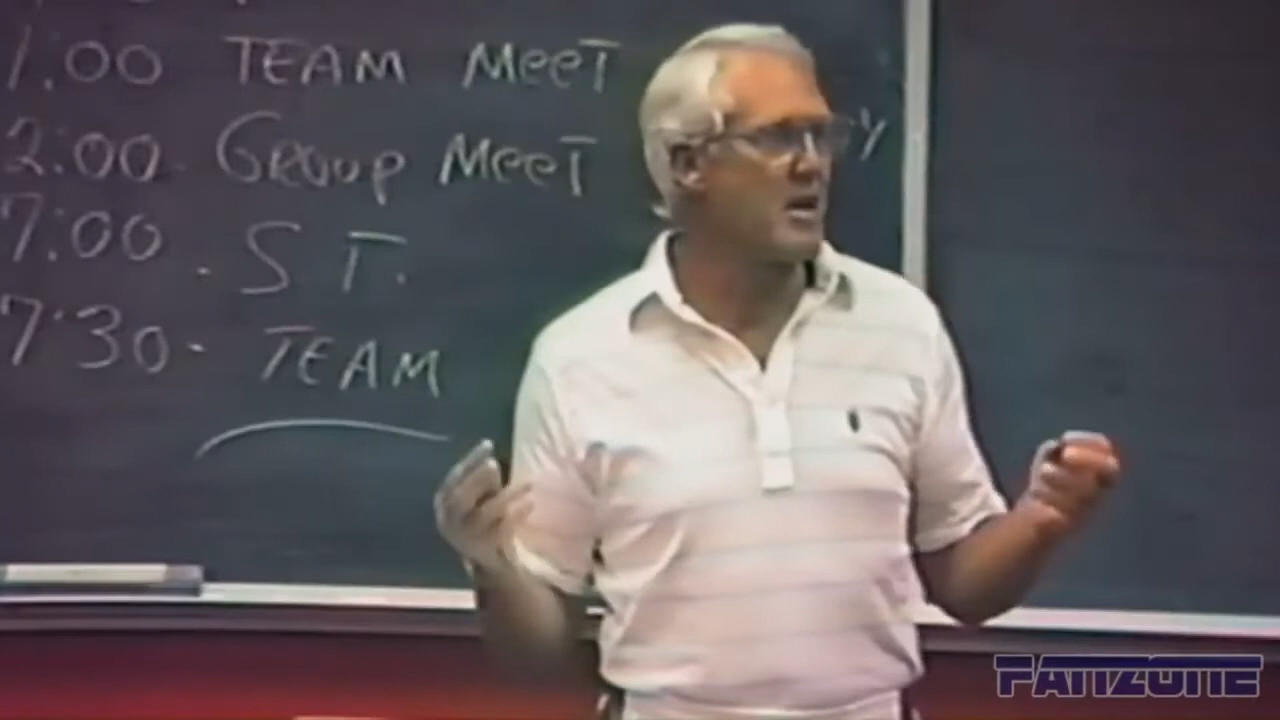 1:00 TEAM MeeT
2:00 GRoup MeeT
7:00 . S T.
7:30 - TEAM
FANZONE